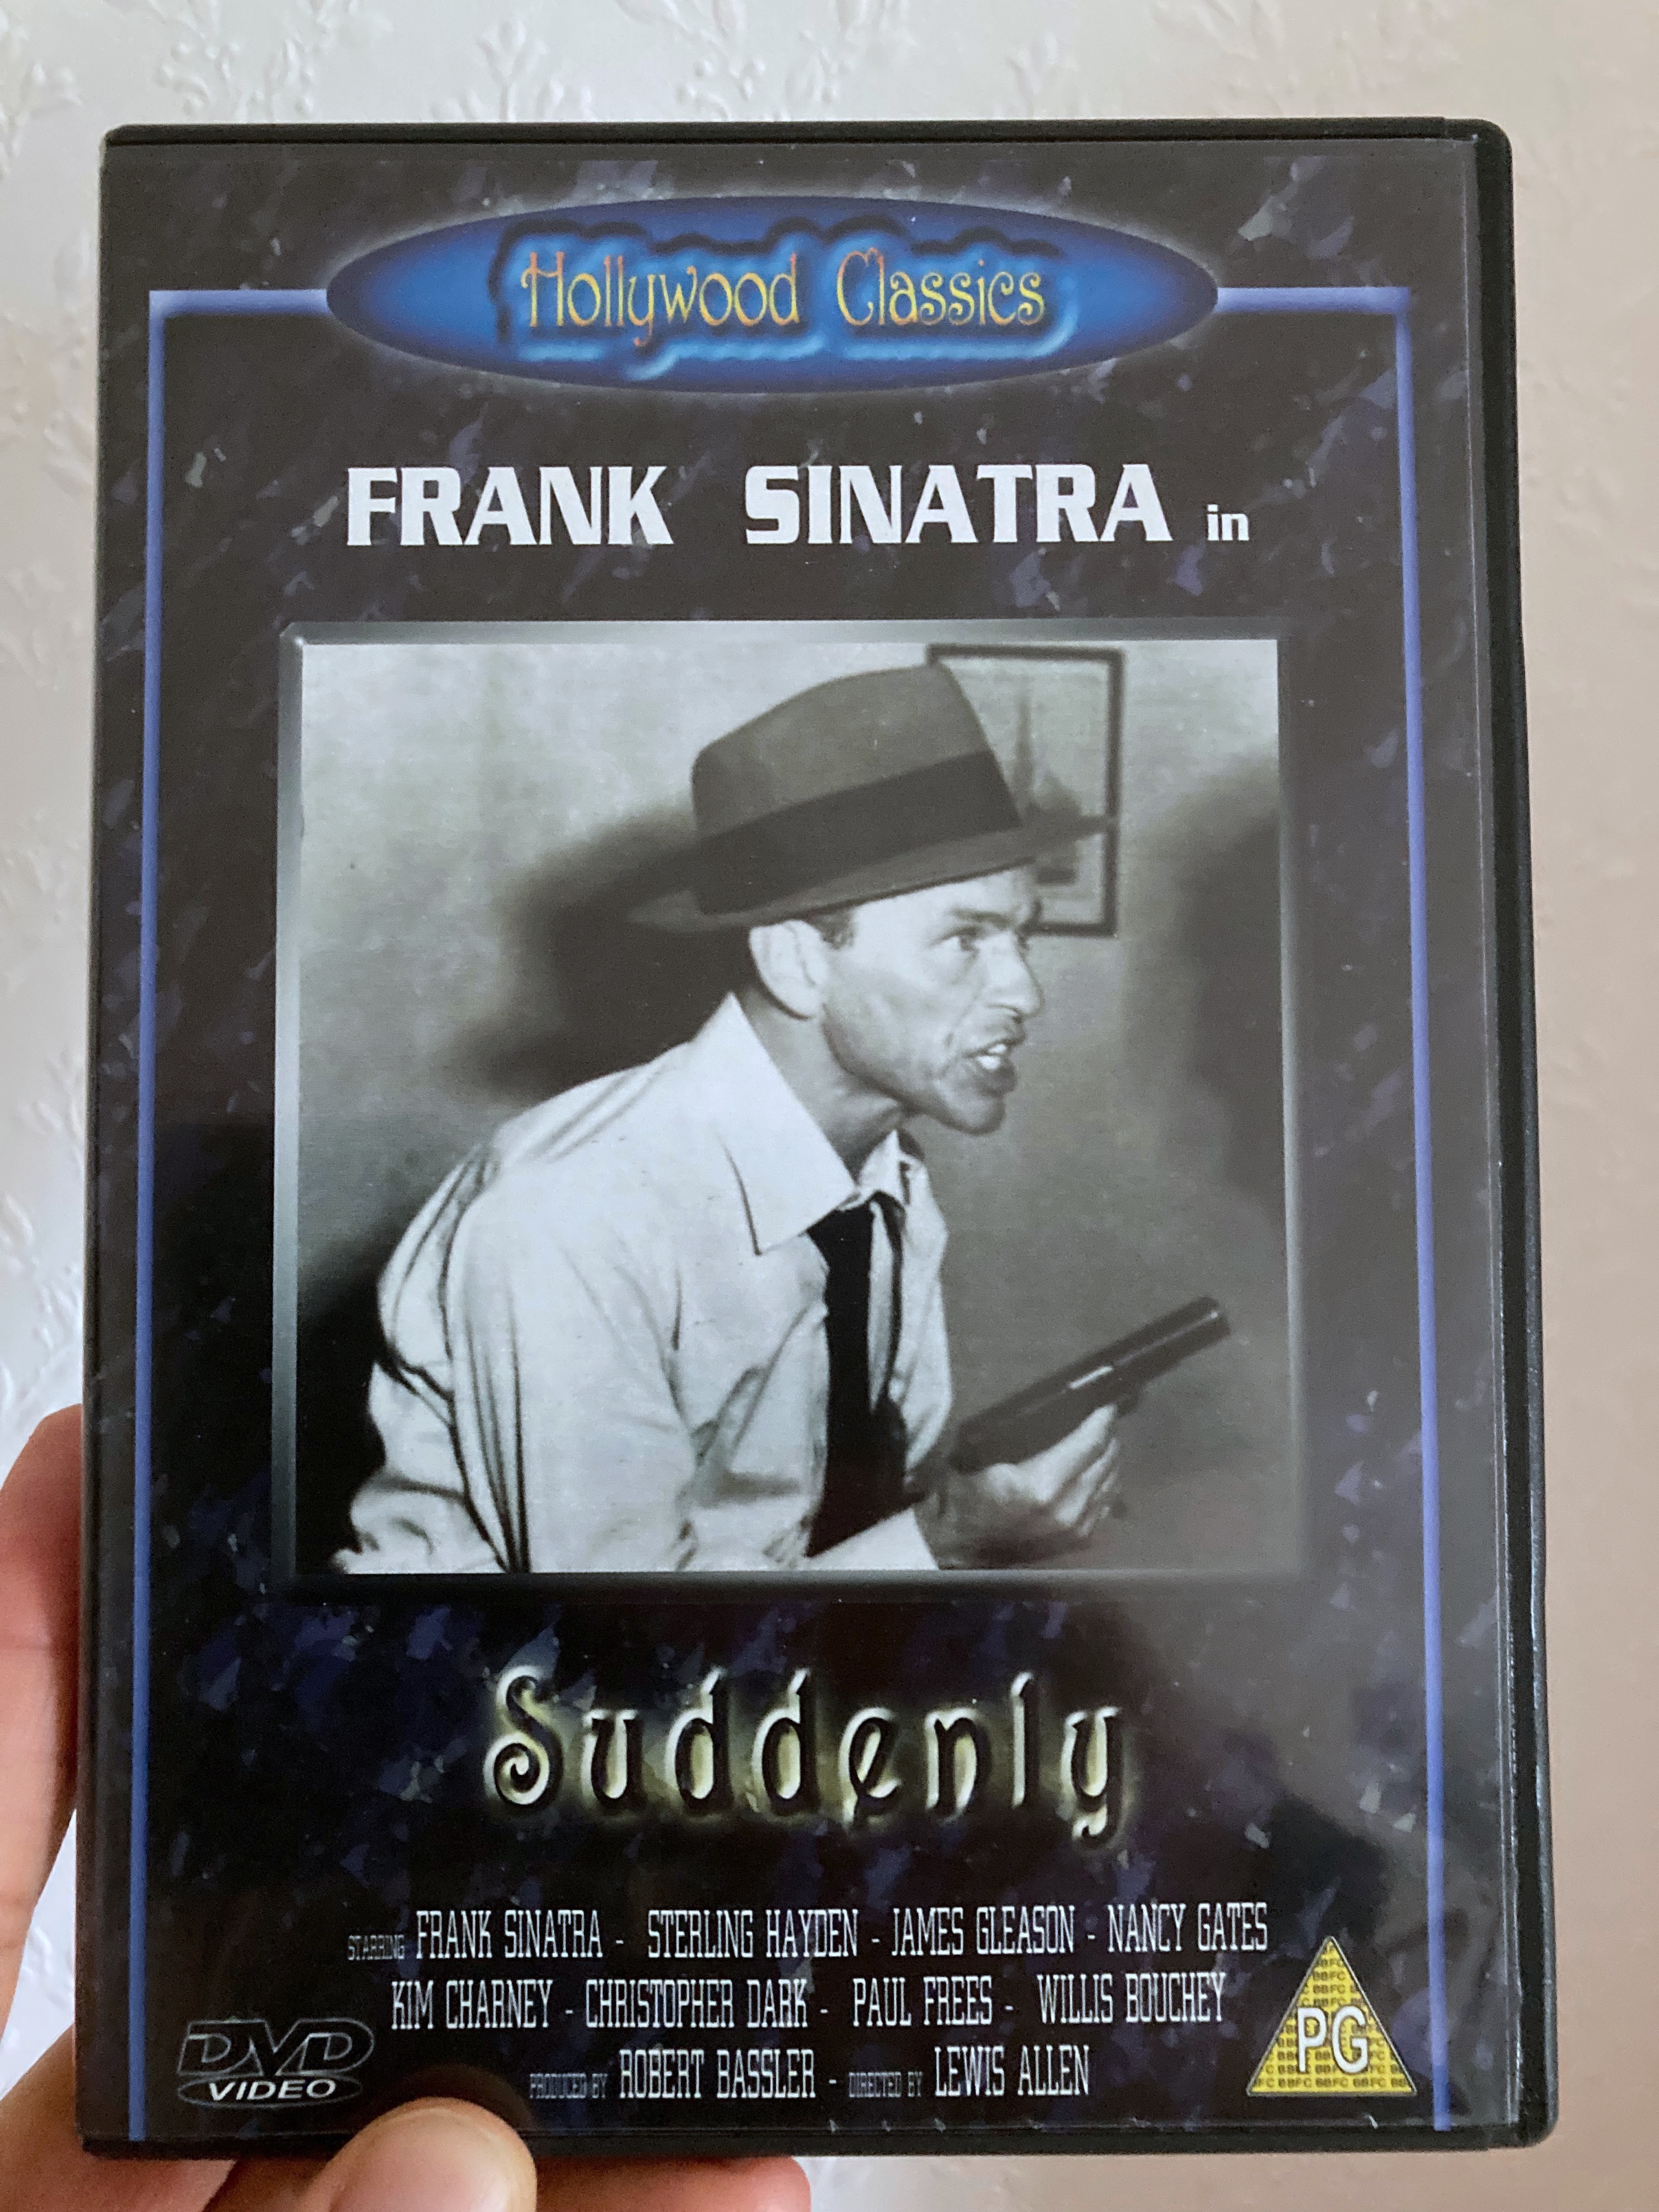 Hollywood Classics
FRANK SINATRA in
Suddenly
STARRING FRANK SINATRA - STERLING HAYDEN - JAMES GLEASON - NANCY GATES
KIM CHARNEY - CHRISTOPHER DARK - PAUL FREES - WILLIS BOUCHEY
PRODUCED BY ROBERT BASSLER - DIRECTED BY LEWIS ALLEN
DVD
VIDEO
PG